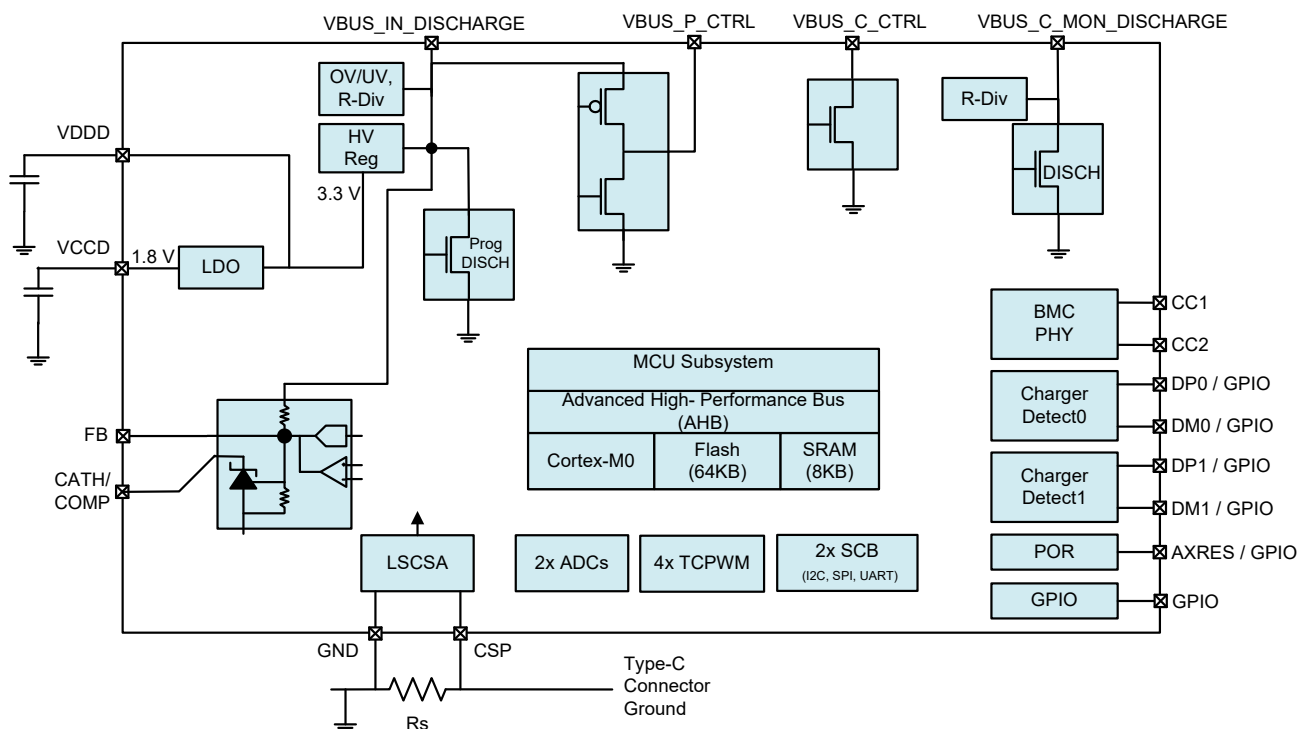 VBUS_IN_DISCHARGE
VBUS_P_CTRL
VBUS_C_CTRL
VBUS_C_MON_DISCHARGE
OV/UV,
R-Div
R-Div
VDDD
HV
Reg
3.3 V
DISCH
VCCD
1.8 V
LDO
Prog
DISCH
BMC
PHY
CC1
CC2
MCU Subsystem
Advanced High- Performance Bus
(AHB)
Cortex-M0
Flash
(64KB)
SRAM
(8KB)
Charger
Detect0
DP0 / GPIO
DM0 / GPIO
FB
CATH/
COMP
Charger
Detect1
DP1 / GPIO
DM1 / GPIO
LSCSA
2x ADCs
4x TCPWM
2x SCB
(I2C, SPI, UART)
POR
AXRES / GPIO
GPIO
GPIO
GND
CSP
Rs
Type-C
Connector
Ground